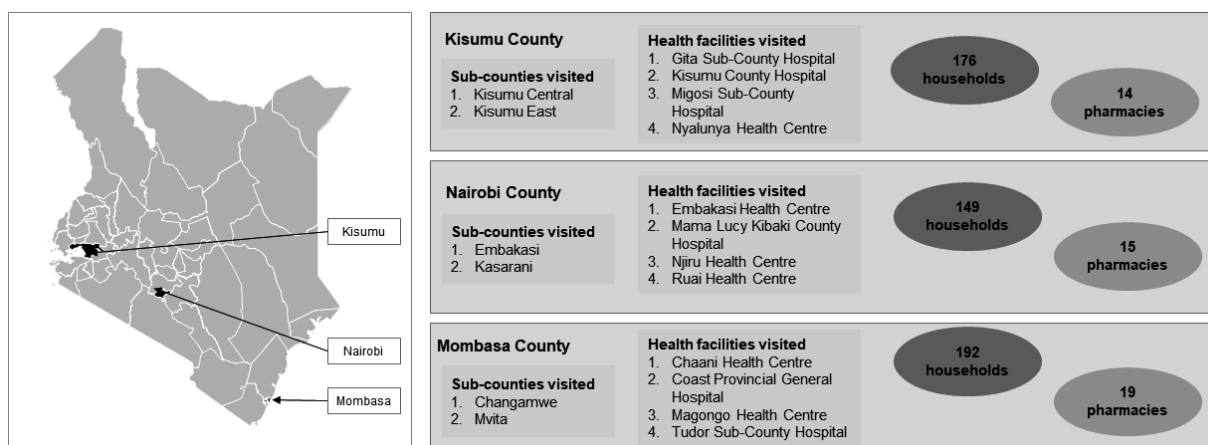 Kisumu
Nairobi
Mombasa
Kisumu County
Sub-counties visited
1. Kisumu Central
2. Kisumu East
Health facilities visited
1. Gita Sub-County Hospital
2. Kisumu County Hospital
3. Migosi Sub-County
Hospital
4. Nyalunya Health Centre
176
households
14
pharmacies
Nairobi County
Sub-counties visited
1. Embakasi
2. Kasarani
Health facilities visited
1. Embakasi Health Centre
2. Mama Lucy Kibaki County
Hospital
3. Njiru Health Centre
4. Ruai Health Centre
149
households
15
pharmacies
Mombasa County
Sub-counties visited
1. Changamwe
2. Mvita
Health facilities visited
1. Chaani Health Centre
2. Coast Provincial General
Hospital
3. Magongo Health Centre
4. Tudor Sub-County Hospital
192
households
19
pharmacies